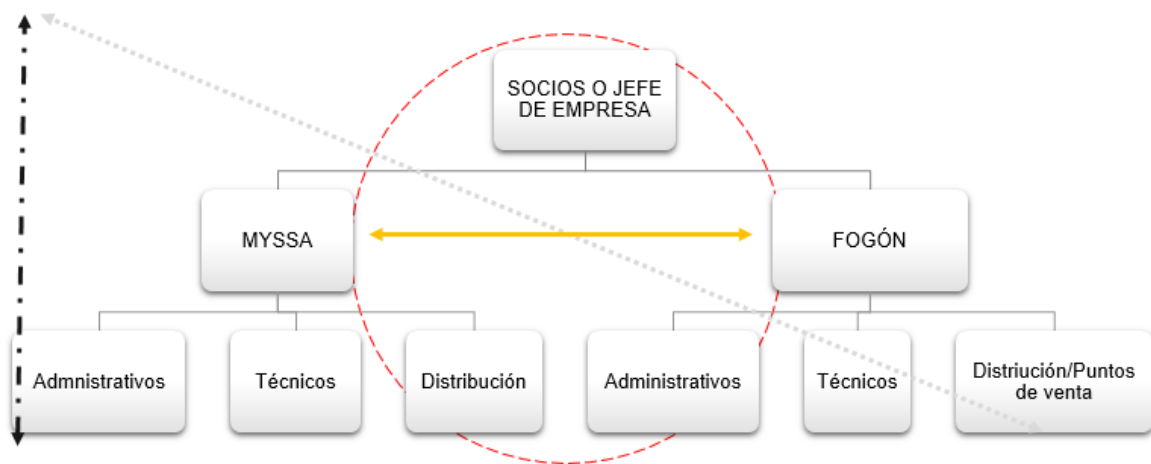 SOCIOS O JEFE
DE EMPRESA
MYSSA
FOGÓN
Admnistrativos
Técnicos
Distribución
Administrativos
Técnicos
Distriución/Puntos
de venta